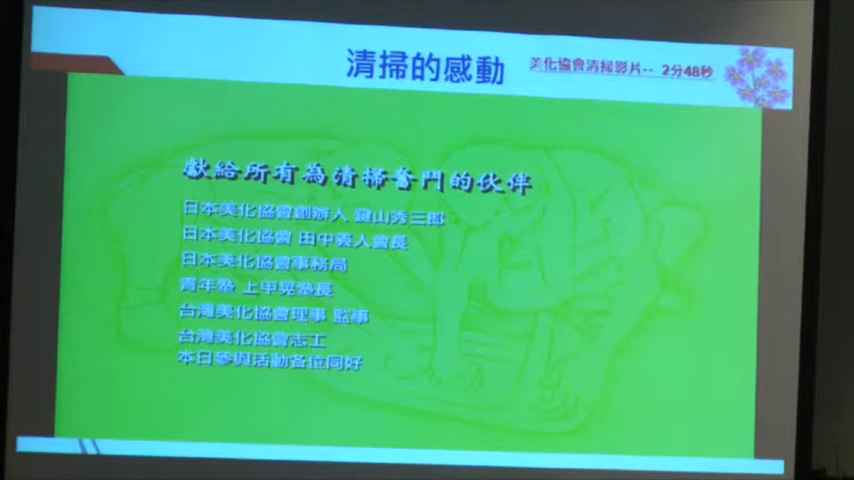 清掃的感動
美化協會清掃影片-- 2分48秒
獻給所有為清掃奮鬥的伙伴
日本美化協會創辦人 鍵山秀三郎
日本美化協會 田中義人會長
日本美化協會事務局
青年塾 上甲晃塾長
台灣美化協會理事 監事
台灣美化協會志工
本日參與活動各位同好